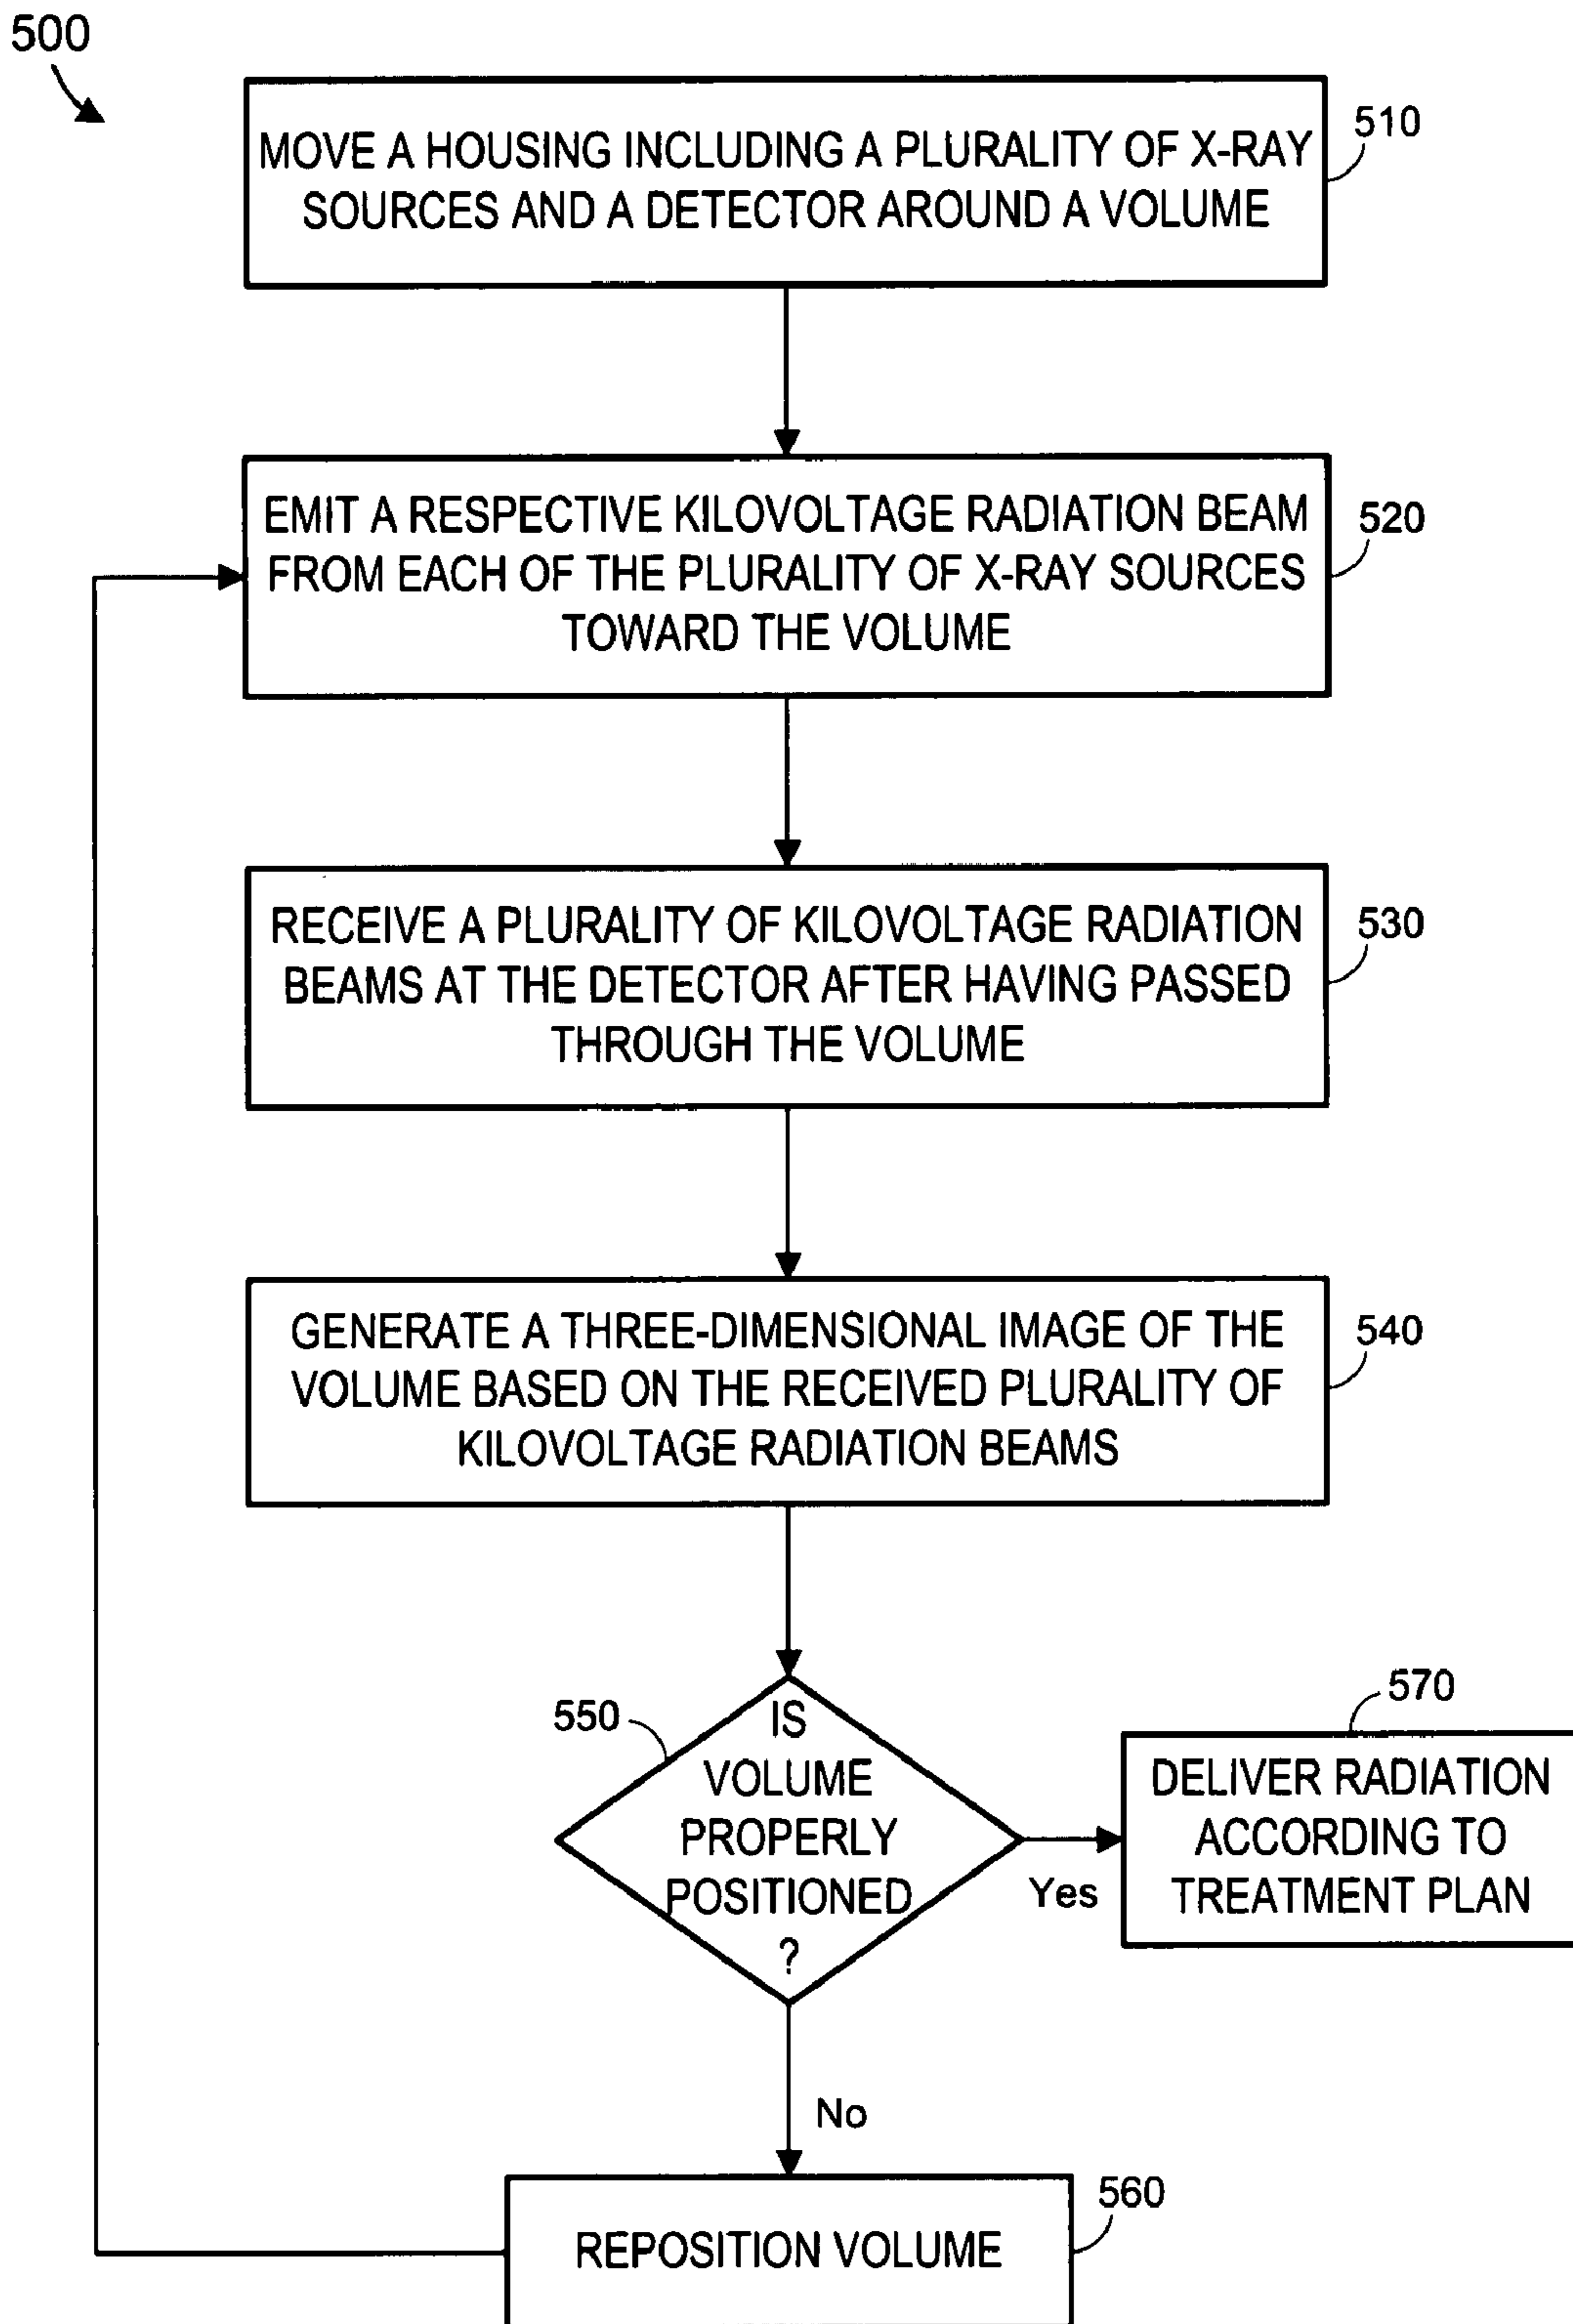 500
MOVE A HOUSING INCLUDING A PLURALITY OF X-RAY
SOURCES AND A DETECTOR AROUND A VOLUME
510
EMIT A RESPECTIVE KILOVOLTAGE RADIATION BEAM
FROM EACH OF THE PLURALITY OF X-RAY SOURCES
TOWARD THE VOLUME
520
RECEIVE A PLURALITY OF KILOVOLTAGE RADIATION
BEAMS AT THE DETECTOR AFTER HAVING PASSED
THROUGH THE VOLUME
530
GENERATE A THREE-DIMENSIONAL IMAGE OF THE
VOLUME BASED ON THE RECEIVED PLURALITY OF
KILOVOLTAGE RADIATION BEAMS
540
550
IS
VOLUME
PROPERLY
POSITIONED
?
Yes
570
DELIVER RADIATION
ACCORDING TO
TREATMENT PLAN
No
560
REPOSITION VOLUME